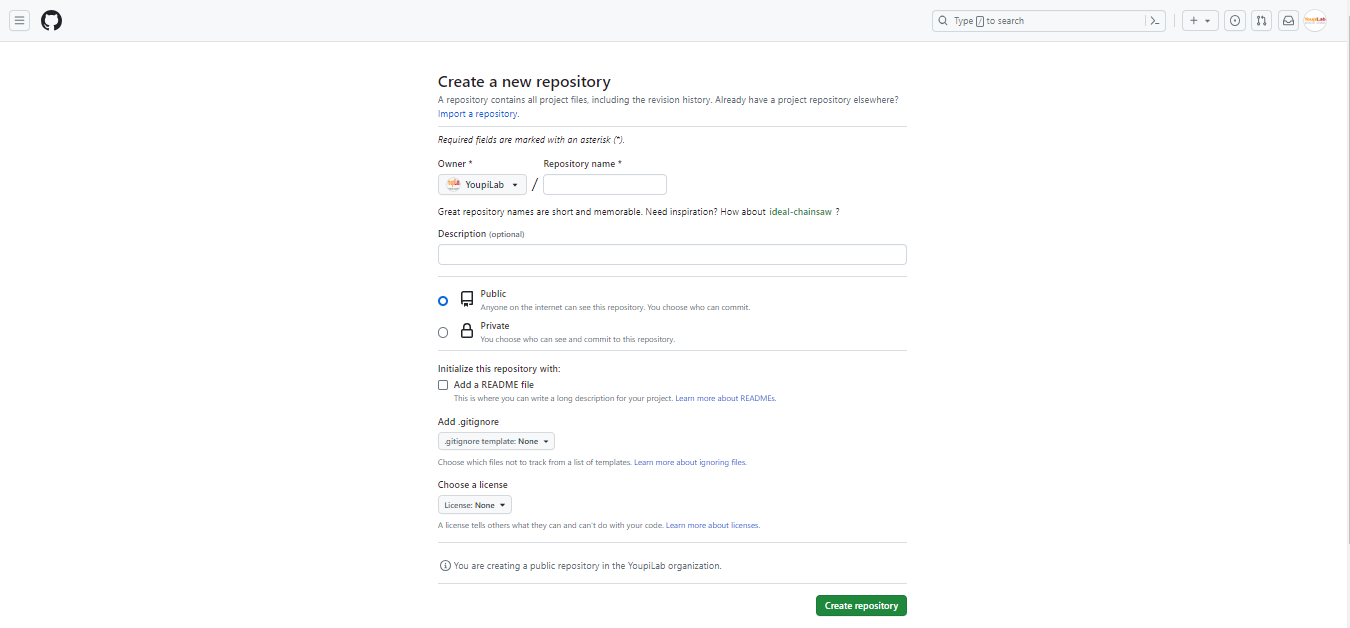 Type / to search
Create a new repository
A repository contains all project files, including the revision history. Already have a project repository elsewhere?
Import a repository.
Required fields are marked with an asterisk (*).
Owner * Repository name *
YoupiLab /
Great repository names are short and memorable. Need inspiration? How about ideal-chainsaw ?
Description (optional)
Public
Anyone on the internet can see this repository. You choose who can commit.
Private
You choose who can see and commit to this repository.
Initialize this repository with:
Add a README file
This is where you can write a long description for your project. Learn more about READMEs.
Add .gitignore
.gitignore template: None
Choose which files not to track from a list of templates. Learn more about ignoring files.
Choose a license
License: None
A license tells others what they can and can't do with your code. Learn more about licenses.
You are creating a public repository in the YoupiLab organization.
Create repository